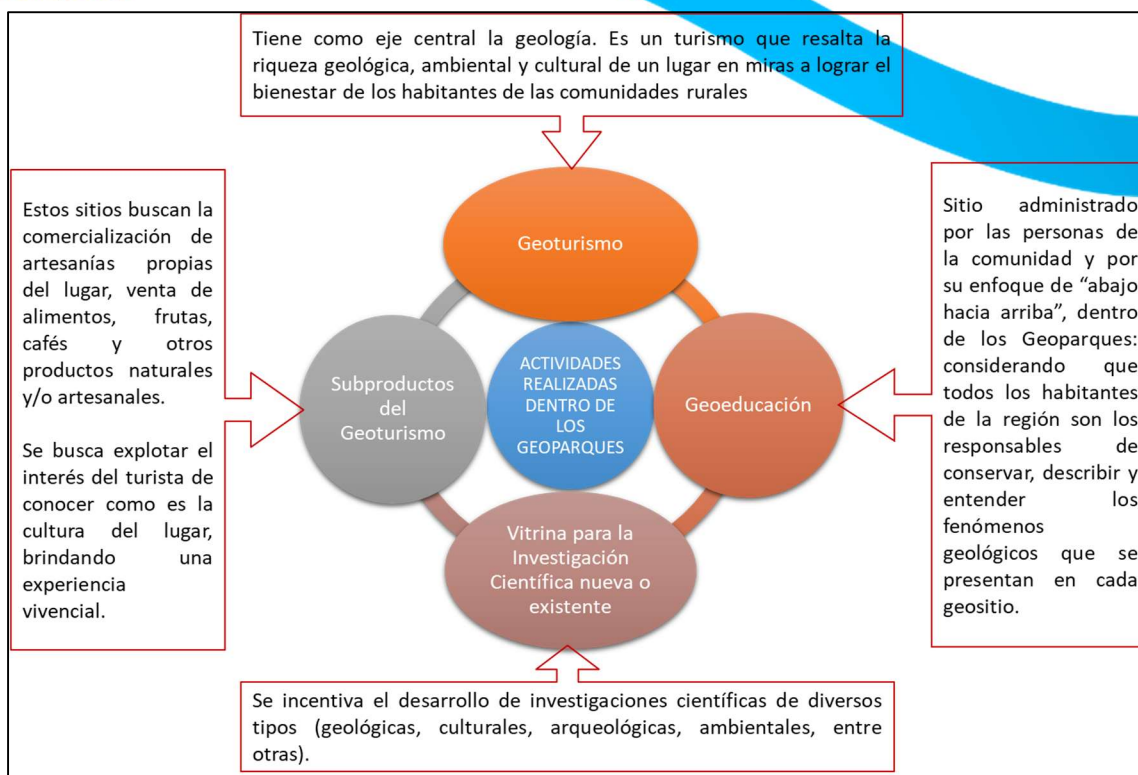 Tiene como eje central la geología. Es un turismo que resalta la
riqueza geológica, ambiental y cultural de un lugar en miras a lograr el
bienestar de los habitantes de las comunidades rurales
Estos sitios buscan la
comercialización de
artesanías propias
del lugar, venta de
alimentos, frutas,
cafés y otros
productos naturales
y/o artesanales.
Se busca explotar el
interés del turista de
conocer como es la
cultura del lugar,
brindando una
experiencia
vivencial.
Geoturismo
Subproductos
del
Geoturismo
ACTIVIDADES
REALIZADAS
DENTRO DE
LOS
GEOPARQUES
Geoeducación
Vitrina para la
Investigación
Científica nueva o
existente
Sitio administrado
por las personas de
la comunidad y por
su enfoque de “abajo
hacia arriba”, dentro
de los Geoparques:
considerando que
todos los habitantes
de la región son los
responsables de
conservar, describir y
entender los
fenómenos
geológicos que se
presentan en cada
geositio.
Se incentiva el desarrollo de investigaciones científicas de diversos
tipos (geológicas, culturales, arqueológicas, ambientales, entre
otras).